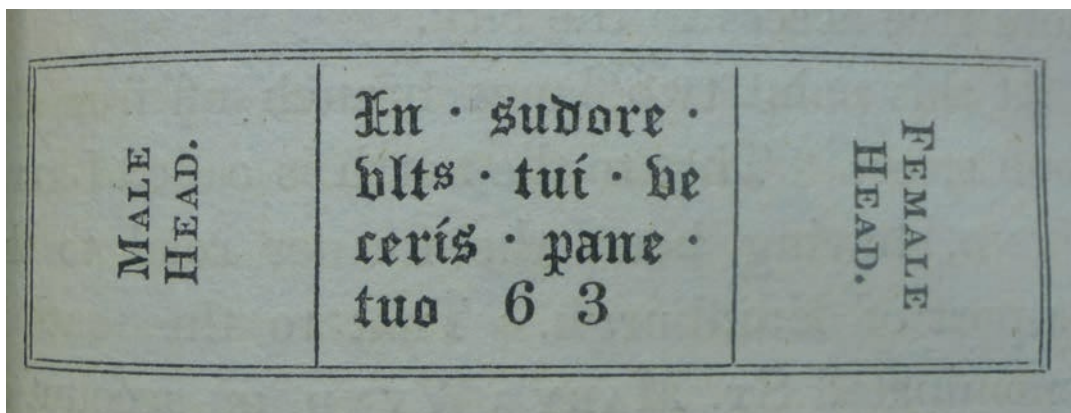 MALE
HEAD.
In · sudore ·
vlts · tui · ve
ceris · pane ·
tuo 6 3
FEMALE
HEAD.